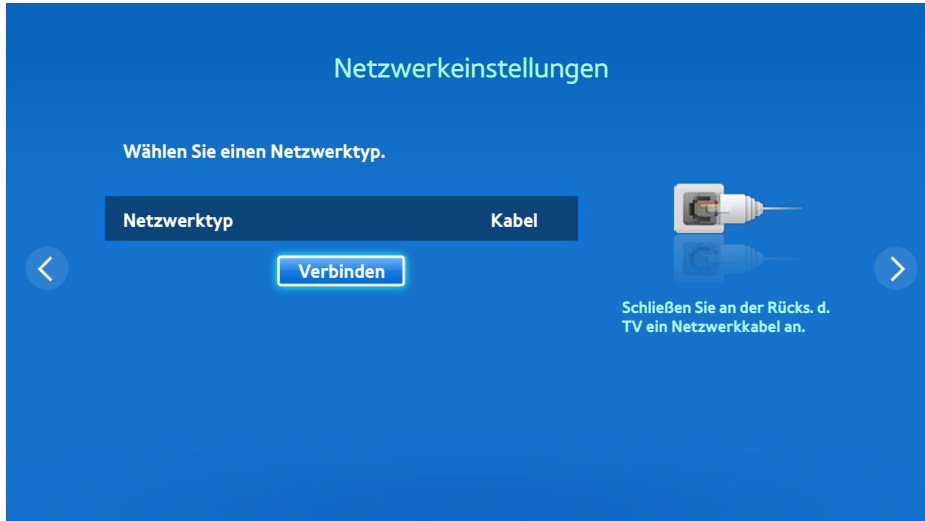 Netzwerkeinstellungen
Wählen Sie einen Netzwerktyp.
Netzwerktyp Kabel
Verbinden
Schließen Sie an der Rücks. d.
TV ein Netzwerkkabel an.